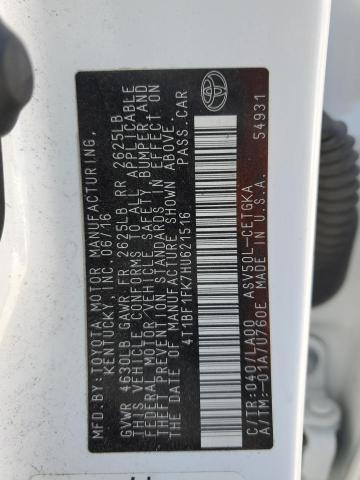 MFD. BY: TOYOTA MOTOR MANUFACTURING,
KENTUCKY, INC. 06/16
GVWR 4630LB GAWR FR 2625LB RR 2625LB
THIS VEHICLE CONFORMS TO ALL APPLICABLE
FEDERAL MOTOR VEHICLE SAFETY, BUMPER, AND
THEFT PREVENTION STANDARDS IN EFFECT ON
THE DATE OF MANUFACTURE SHOWN ABOVE.
4T1BF1FK7HU621516 PASS. CAR
C/TR: 040/LA00 ASV50L-CETGKA
A/TM: -01A/U760E MADE IN U.S.A.
54931